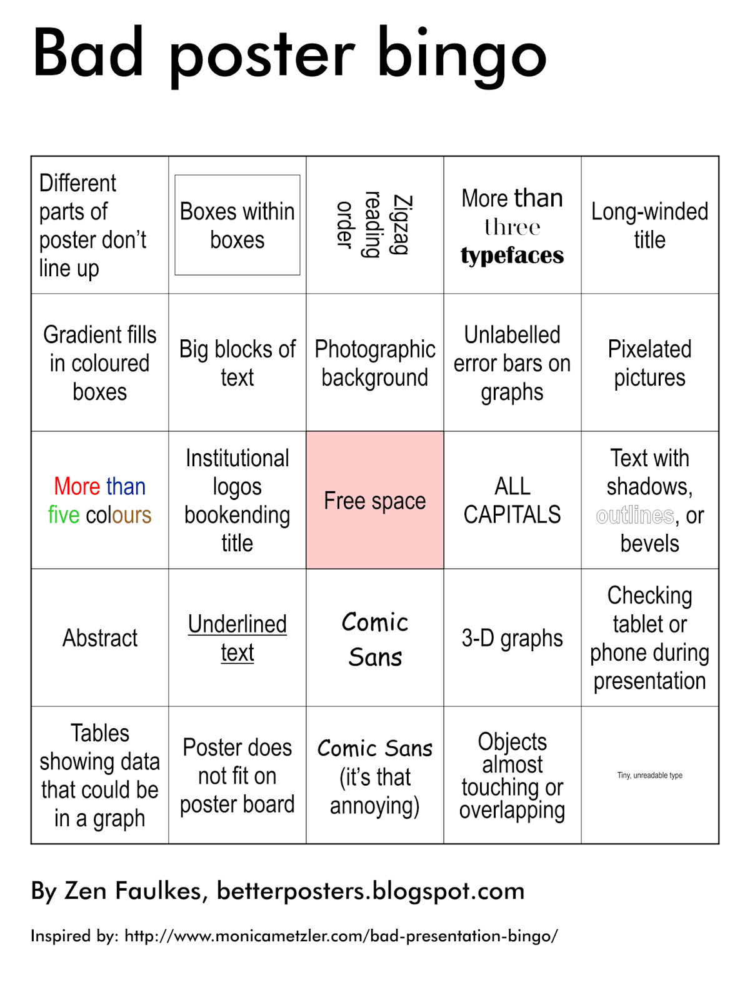 Bad poster bingo
Different
parts of
poster don’t
line up
Boxes within
boxes
Zigzag
reading
order
More than
three
typefaces
Long-winded
title
Gradient fills
in coloured
boxes
Big blocks of
text
Photographic
background
Unlabelled
error bars on
graphs
Pixelated
pictures
More than
five colours
Institutional
logos
bookending
title
Free space
ALL
CAPITALS
Text with
shadows,
outlines, or
bevels
Abstract
Underlined
text
Comic
Sans
3-D graphs
Checking
tablet or
phone during
presentation
Tables
showing data
that could be
in a graph
Poster does
not fit on
poster board
Comic Sans
(it’s that
annoying)
Objects
almost
touching or
overlapping
Tiny, unreadable type
By Zen Faulkes, betterposters.blogspot.com
Inspired by: http://www.monicametzler.com/bad-presentation-bingo/